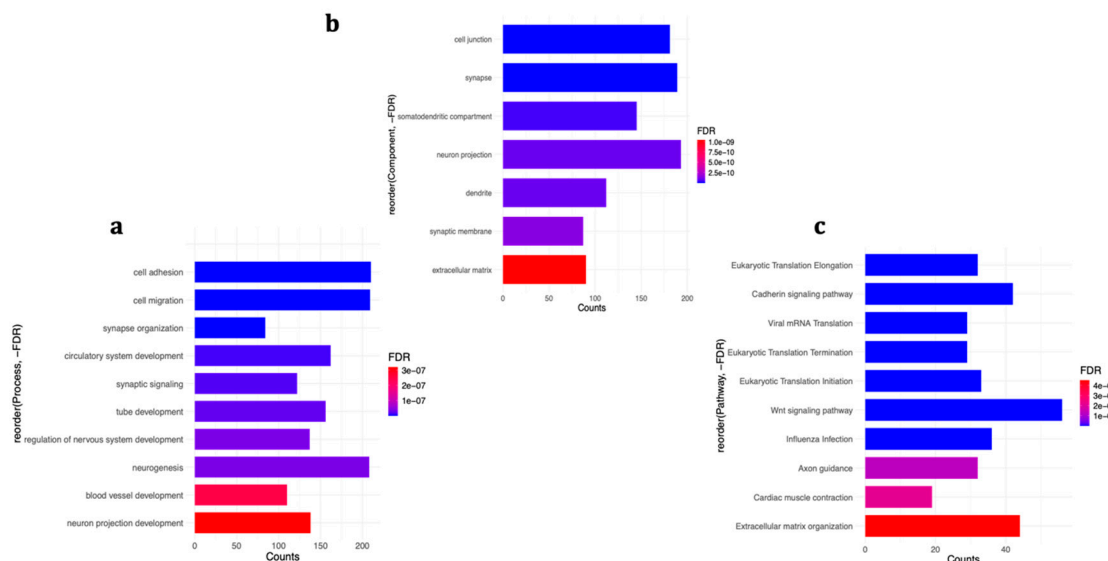 b
reorder(Component, −FDR)
cell junction
synapse
somatodendritic compartment
neuron projection
dendrite
synaptic membrane
extracellular matrix
0 50 100 150 200
Counts
FDR
1.0e−09
7.5e−10
5.0e−10
2.5e−10
a
reorder(Process, −FDR)
cell adhesion
cell migration
synapse organization
circulatory system development
synaptic signaling
tube development
regulation of nervous system development
neurogenesis
blood vessel development
neuron projection development
0 50 100 150 200
Counts
FDR
3e−07
2e−07
1e−07
c
reorder(Pathway, −FDR)
Eukaryotic Translation Elongation
Cadherin signaling pathway
Viral mRNA Translation
Eukaryotic Translation Termination
Eukaryotic Translation Initiation
Wnt signaling pathway
Influenza Infection
Axon guidance
Cardiac muscle contraction
Extracellular matrix organization
0 20 40
Counts
FDR